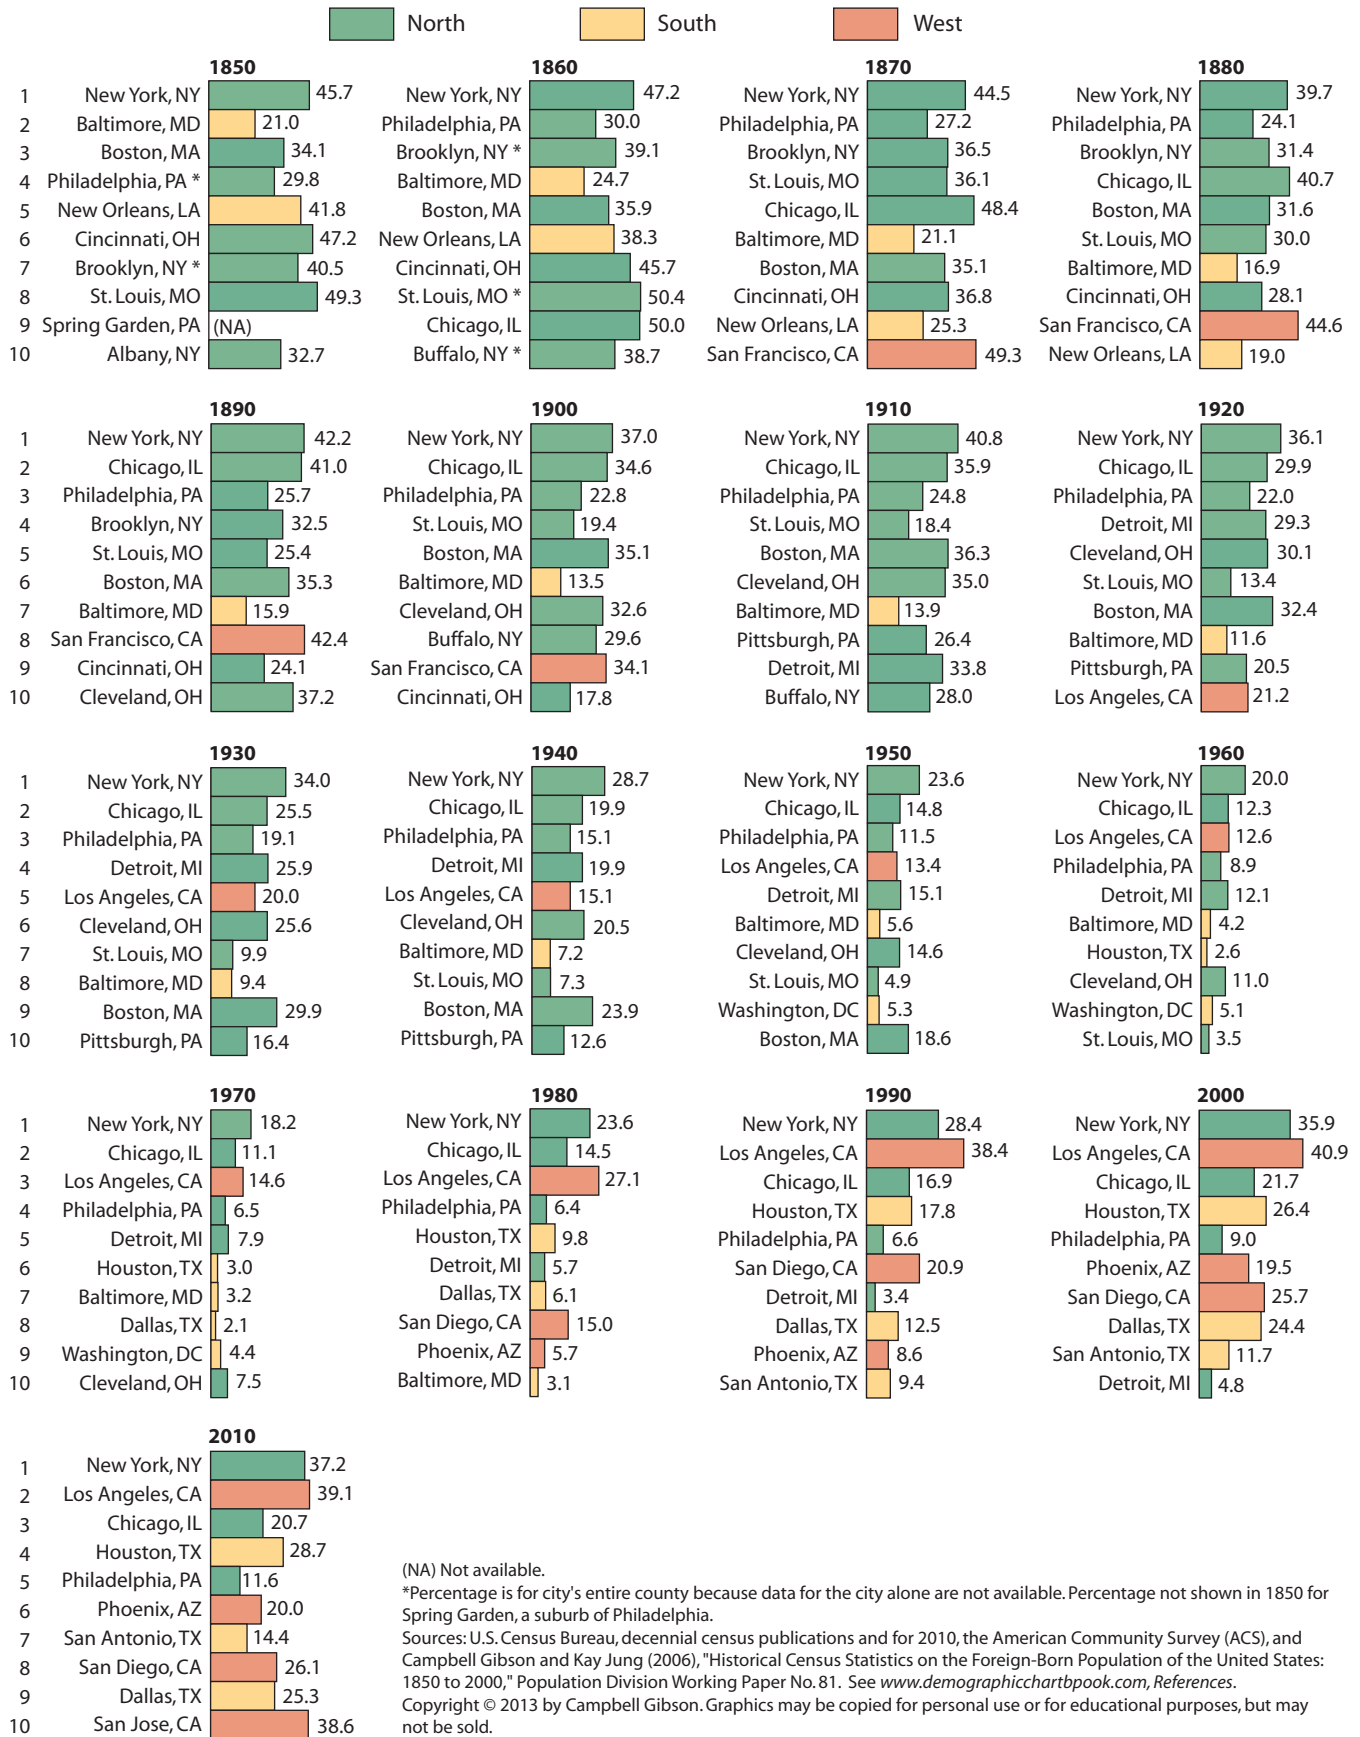 North South West
1850 1860 1870 1880
1 New York, NY 45.7 New York, NY 47.2 New York, NY 44.5 New York, NY 39.7
2 Baltimore, MD 21.0 Philadelphia, PA 30.0 Philadelphia, PA 27.2 Philadelphia, PA 24.1
3 Boston, MA 34.1 Brooklyn, NY * 39.1 Brooklyn, NY 36.5 Brooklyn, NY 31.4
4 Philadelphia, PA * 29.8 Baltimore, MD 24.7 St. Louis, MO 36.1 Chicago, IL 40.7
5 New Orleans, LA 41.8 Boston, MA 35.9 Chicago, IL 48.4 Boston, MA 31.6
6 Cincinnati, OH 47.2 New Orleans, LA 38.3 Baltimore, MD 21.1 St. Louis, MO 30.0
7 Brooklyn, NY * 40.5 Cincinnati, OH 45.7 Boston, MA 35.1 Baltimore, MD 16.9
8 St. Louis, MO 49.3 St. Louis, MO * 50.4 Cincinnati, OH 36.8 Cincinnati, OH 28.1
9 Spring Garden, PA (NA) Chicago, IL 50.0 New Orleans, LA 25.3 San Francisco, CA 44.6
10 Albany, NY 32.7 Buffalo, NY * 38.7 San Francisco, CA 49.3 New Orleans, LA 19.0
1890 1900 1910 1920
1 New York, NY 42.2 New York, NY 37.0 New York, NY 40.8 New York, NY 36.1
2 Chicago, IL 41.0 Chicago, IL 34.6 Chicago, IL 35.9 Chicago, IL 29.9
3 Philadelphia, PA 25.7 Philadelphia, PA 22.8 Philadelphia, PA 24.8 Philadelphia, PA 22.0
4 Brooklyn, NY 32.5 St. Louis, MO 19.4 St. Louis, MO 18.4 Detroit, MI 29.3
5 St. Louis, MO 25.4 Boston, MA 35.1 Boston, MA 36.3 Cleveland, OH 30.1
6 Boston, MA 35.3 Baltimore, MD 13.5 Cleveland, OH 35.0 St. Louis, MO 13.4
7 Baltimore, MD 15.9 Cleveland, OH 32.6 Baltimore, MD 13.9 Boston, MA 32.4
8 San Francisco, CA 42.4 Buffalo, NY 29.6 Pittsburgh, PA 26.4 Baltimore, MD 11.6
9 Cincinnati, OH 24.1 San Francisco, CA 34.1 Detroit, MI 33.8 Pittsburgh, PA 20.5
10 Cleveland, OH 37.2 Cincinnati, OH 17.8 Buffalo, NY 28.0 Los Angeles, CA 21.2
1930 1940 1950 1960
1 New York, NY 34.0 New York, NY 28.7 New York, NY 23.6 New York, NY 20.0
2 Chicago, IL 25.5 Chicago, IL 19.9 Chicago, IL 14.8 Chicago, IL 12.3
3 Philadelphia, PA 19.1 Philadelphia, PA 15.1 Philadelphia, PA 11.5 Los Angeles, CA 12.6
4 Detroit, MI 25.9 Detroit, MI 19.9 Los Angeles, CA 13.4 Philadelphia, PA 8.9
5 Los Angeles, CA 20.0 Los Angeles, CA 15.1 Detroit, MI 15.1 Detroit, MI 12.1
6 Cleveland, OH 25.6 Cleveland, OH 20.5 Baltimore, MD 5.6 Baltimore, MD 4.2
7 St. Louis, MO 9.9 Baltimore, MD 7.2 Cleveland, OH 14.6 Houston, TX 2.6
8 Baltimore, MD 9.4 St. Louis, MO 7.3 St. Louis, MO 4.9 Cleveland, OH 11.0
9 Boston, MA 29.9 Boston, MA 23.9 Washington, DC 5.3 Washington, DC 5.1
10 Pittsburgh, PA 16.4 Pittsburgh, PA 12.6 Boston, MA 18.6 St. Louis, MO 3.5
1970 1980 1990 2000
1 New York, NY 18.2 New York, NY 23.6 New York, NY 28.4 New York, NY 35.9
2 Chicago, IL 11.1 Chicago, IL 14.5 Los Angeles, CA 38.4 Los Angeles, CA 40.9
3 Los Angeles, CA 14.6 Los Angeles, CA 27.1 Chicago, IL 16.9 Chicago, IL 21.7
4 Philadelphia, PA 6.5 Philadelphia, PA 6.4 Houston, TX 17.8 Houston, TX 26.4
5 Detroit, MI 7.9 Houston, TX 9.8 Philadelphia, PA 6.6 Philadelphia, PA 9.0
6 Houston, TX 3.0 Detroit, MI 5.7 San Diego, CA 20.9 Phoenix, AZ 19.5
7 Baltimore, MD 3.2 Dallas, TX 6.1 Detroit, MI 3.4 San Diego, CA 25.7
8 Dallas, TX 2.1 San Diego, CA 15.0 Dallas, TX 12.5 Dallas, TX 24.4
9 Washington, DC 4.4 Phoenix, AZ 5.7 Phoenix, AZ 8.6 San Antonio, TX 11.7
10 Cleveland, OH 7.5 Baltimore, MD 3.1 San Antonio, TX 9.4 Detroit, MI 4.8
2010
1 New York, NY 37.2
2 Los Angeles, CA 39.1
3 Chicago, IL 20.7
4 Houston, TX 28.7
5 Philadelphia, PA 11.6
6 Phoenix, AZ 20.0
7 San Antonio, TX 14.4
8 San Diego, CA 26.1
9 Dallas, TX 25.3
10 San Jose, CA 38.6
(NA) Not available.
*Percentage is for city's entire county because data for the city alone are not available. Percentage not shown in 1850 for
Spring Garden, a suburb of Philadelphia.
Sources: U.S. Census Bureau, decennial census publications and for 2010, the American Community Survey (ACS), and
Campbell Gibson and Kay Jung (2006), "Historical Census Statistics on the Foreign-Born Population of the United States:
1850 to 2000," Population Division Working Paper No. 81. See www.demographicchartbpook.com, References.
Copyright © 2013 by Campbell Gibson. Graphics may be copied for personal use or for educational purposes, but may
not be sold.